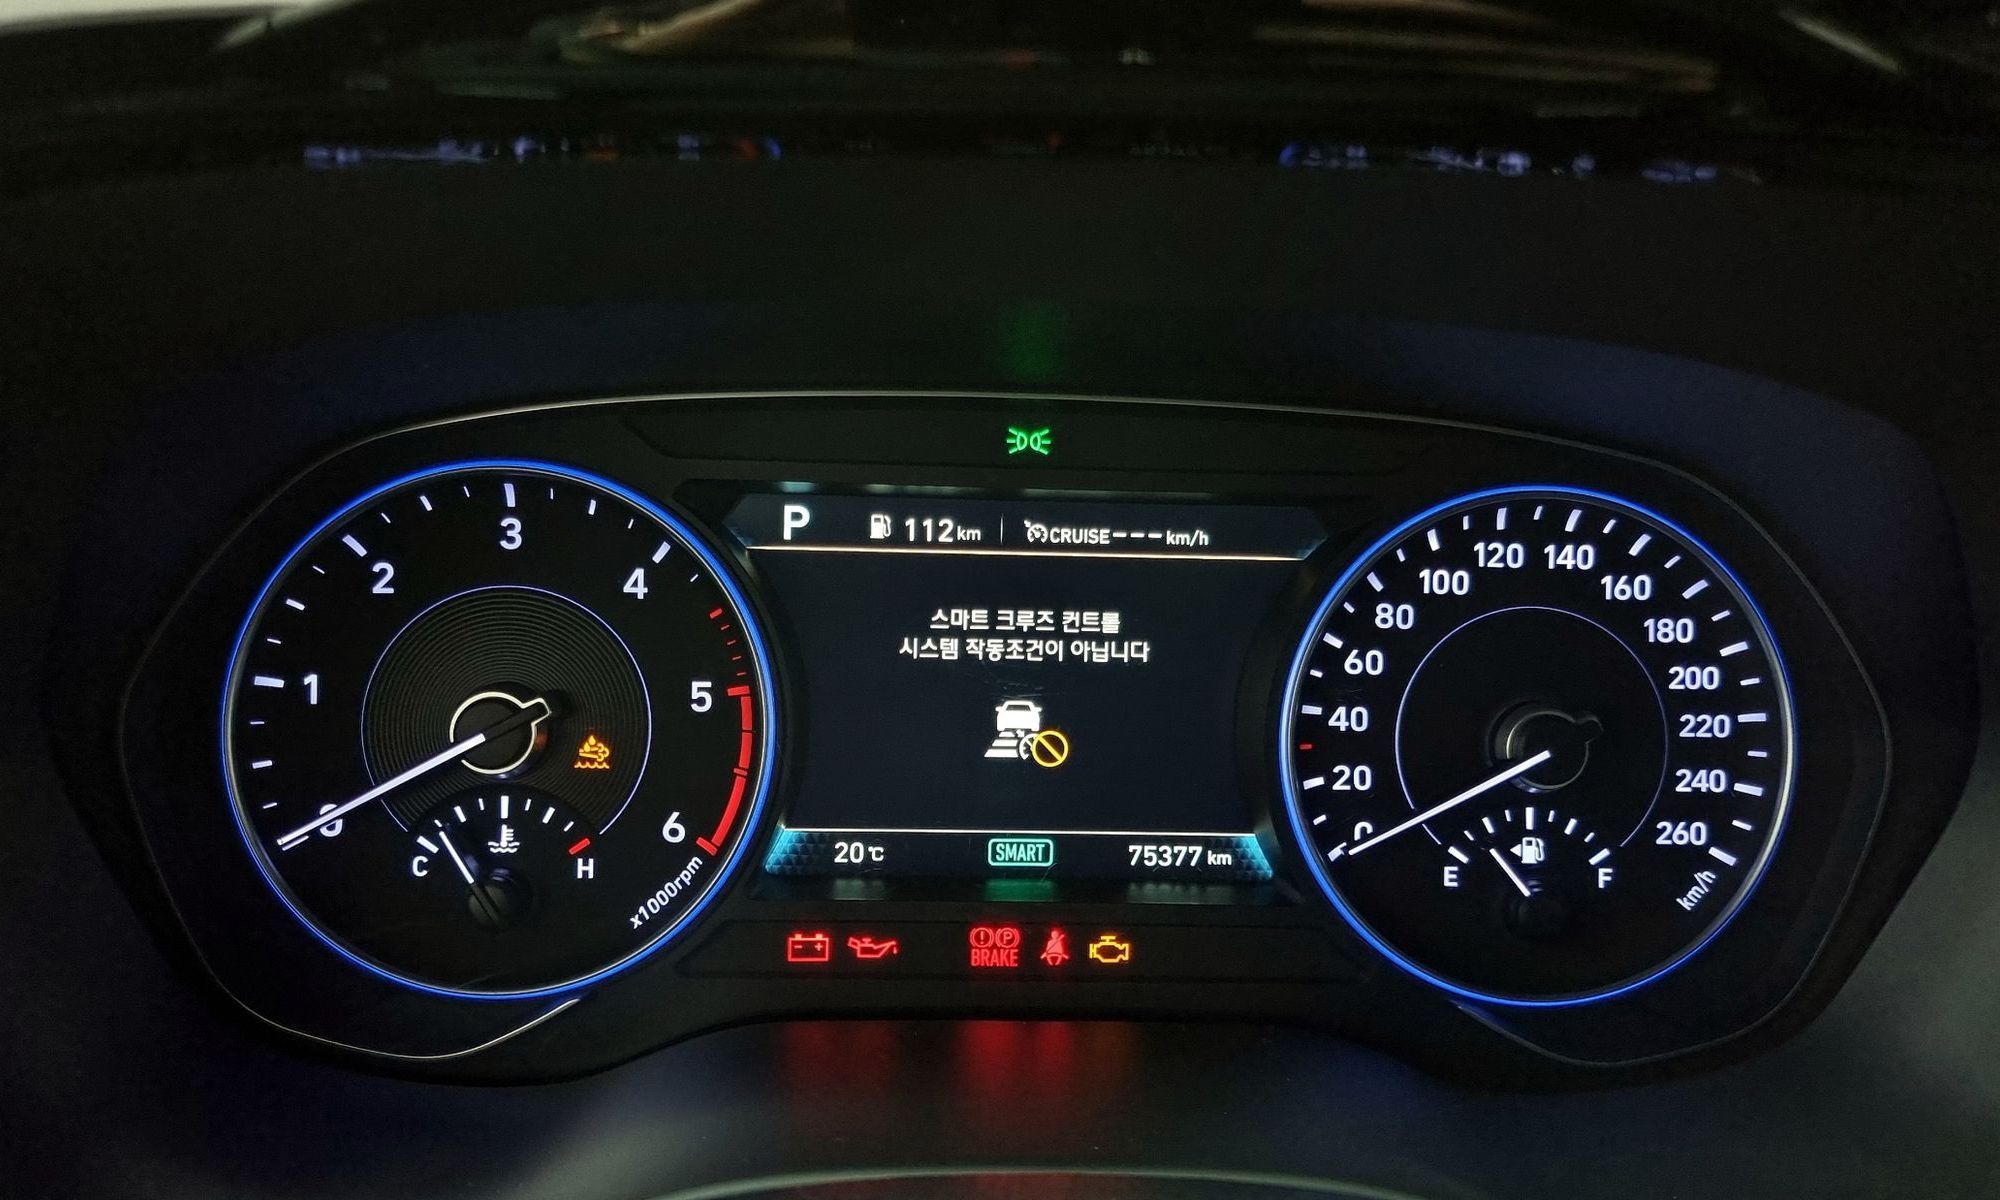 P 112 km CRUISE --- km/h
스마트 크루즈 컨트롤
시스템 작동조건이 아닙니다
20 ℃ SMART 75377 km
0 1 2 3 4 5 6
x1000rpm
C H
0 20 40 60 80 100 120 140 160 180 200 220 240 260
km/h
E F
BRAKE